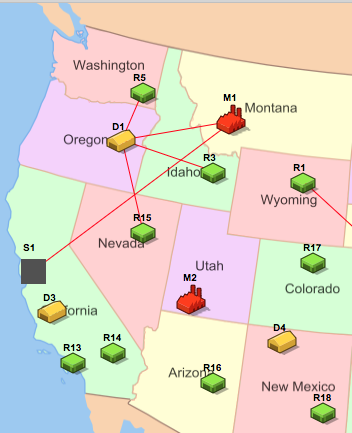 Washington
R5
M1
Montana
D1
Oregon
R3
Idaho
R1
Wyoming
R15
Nevada
S1
R17
Utah
Colorado
M2
D3
ornia
D4
R14
R13
R16
Arizon
New Mexico
R18